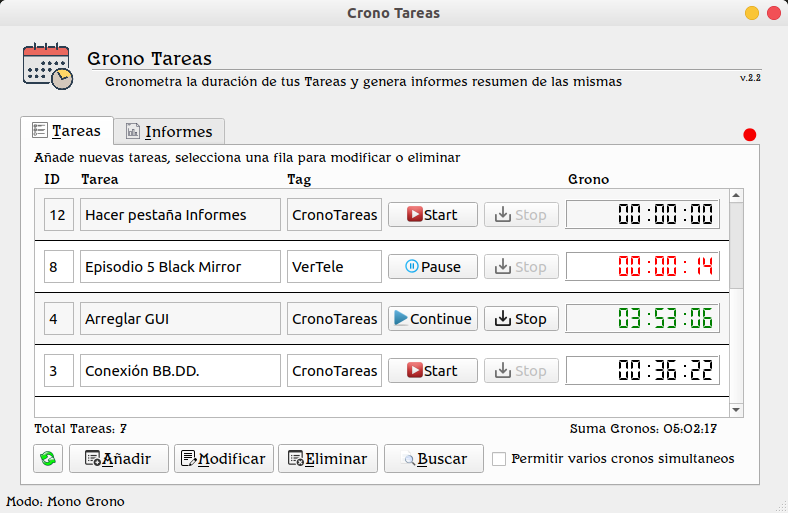 Crono Tareas
Crono Tareas
Cronometra la duración de tus Tareas y genera informes resumen de las mismas
v.2.2
Tareas Informes
Añade nuevas tareas, selecciona una fila para modificar o eliminar
ID Tarea Tag Crono
12 Hacer pestaña Informes CronoTareas Start Stop 00:00:00
8 Episodio 5 Black Mirror VerTele Pause Stop 00:00:14
4 Arreglar GUI CronoTareas Continue Stop 03:53:06
3 Conexión BB.DD. CronoTareas Start Stop 00:36:22
Total Tareas: 7 Suma Cronos: 05:02:17
Añadir Modificar Eliminar Buscar Permitir varios cronos simultaneos
Modo: Mono Crono